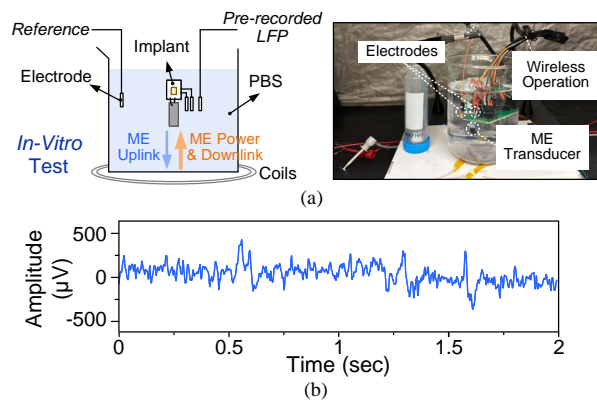 Reference
Implant
Pre-recorded
LFP
Electrode
PBS
In-Vitro
Test
ME
Uplink
ME Power
& Downlink
Coils
Electrodes
Wireless
Operation
ME
Transducer
(a)
Amplitude
(μV)
500
0
-500
0
0.5
1
1.5
2
Time (sec)
(b)